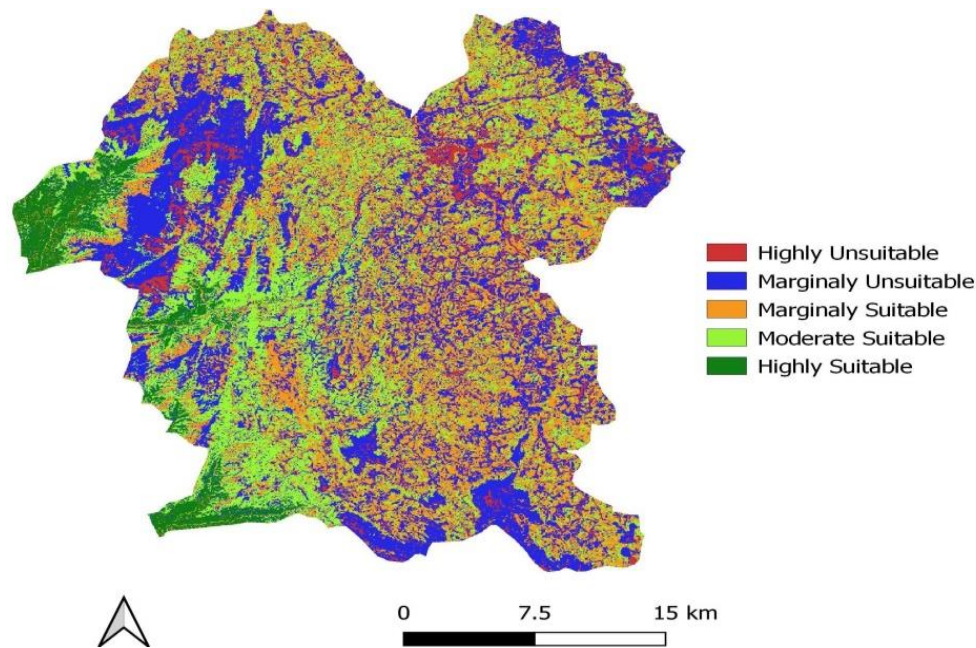 Highly Unsuitable
Marginaly Unsuitable
Marginaly Suitable
Moderate Suitable
Highly Suitable
0 7.5 15 km